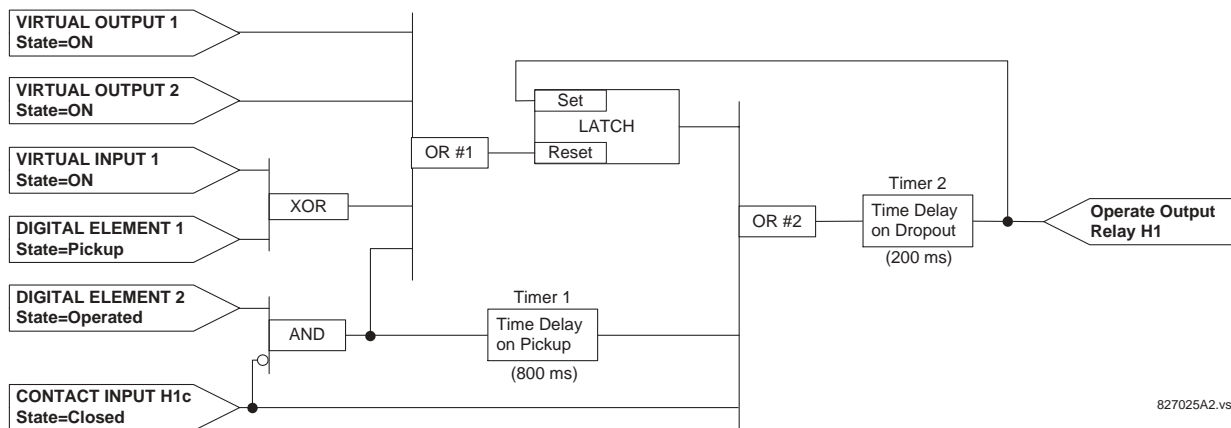 VIRTUAL OUTPUT 1
State=ON
VIRTUAL OUTPUT 2
State=ON
VIRTUAL INPUT 1
State=ON
DIGITAL ELEMENT 1
State=Pickup
DIGITAL ELEMENT 2
State=Operated
CONTACT INPUT H1c
State=Closed
XOR
AND
OR #1
Set
LATCH
Reset
Timer 1
Time Delay
on Pickup
(800 ms)
OR #2
Timer 2
Time Delay
on Dropout
(200 ms)
Operate Output
Relay H1
827025A2.vs